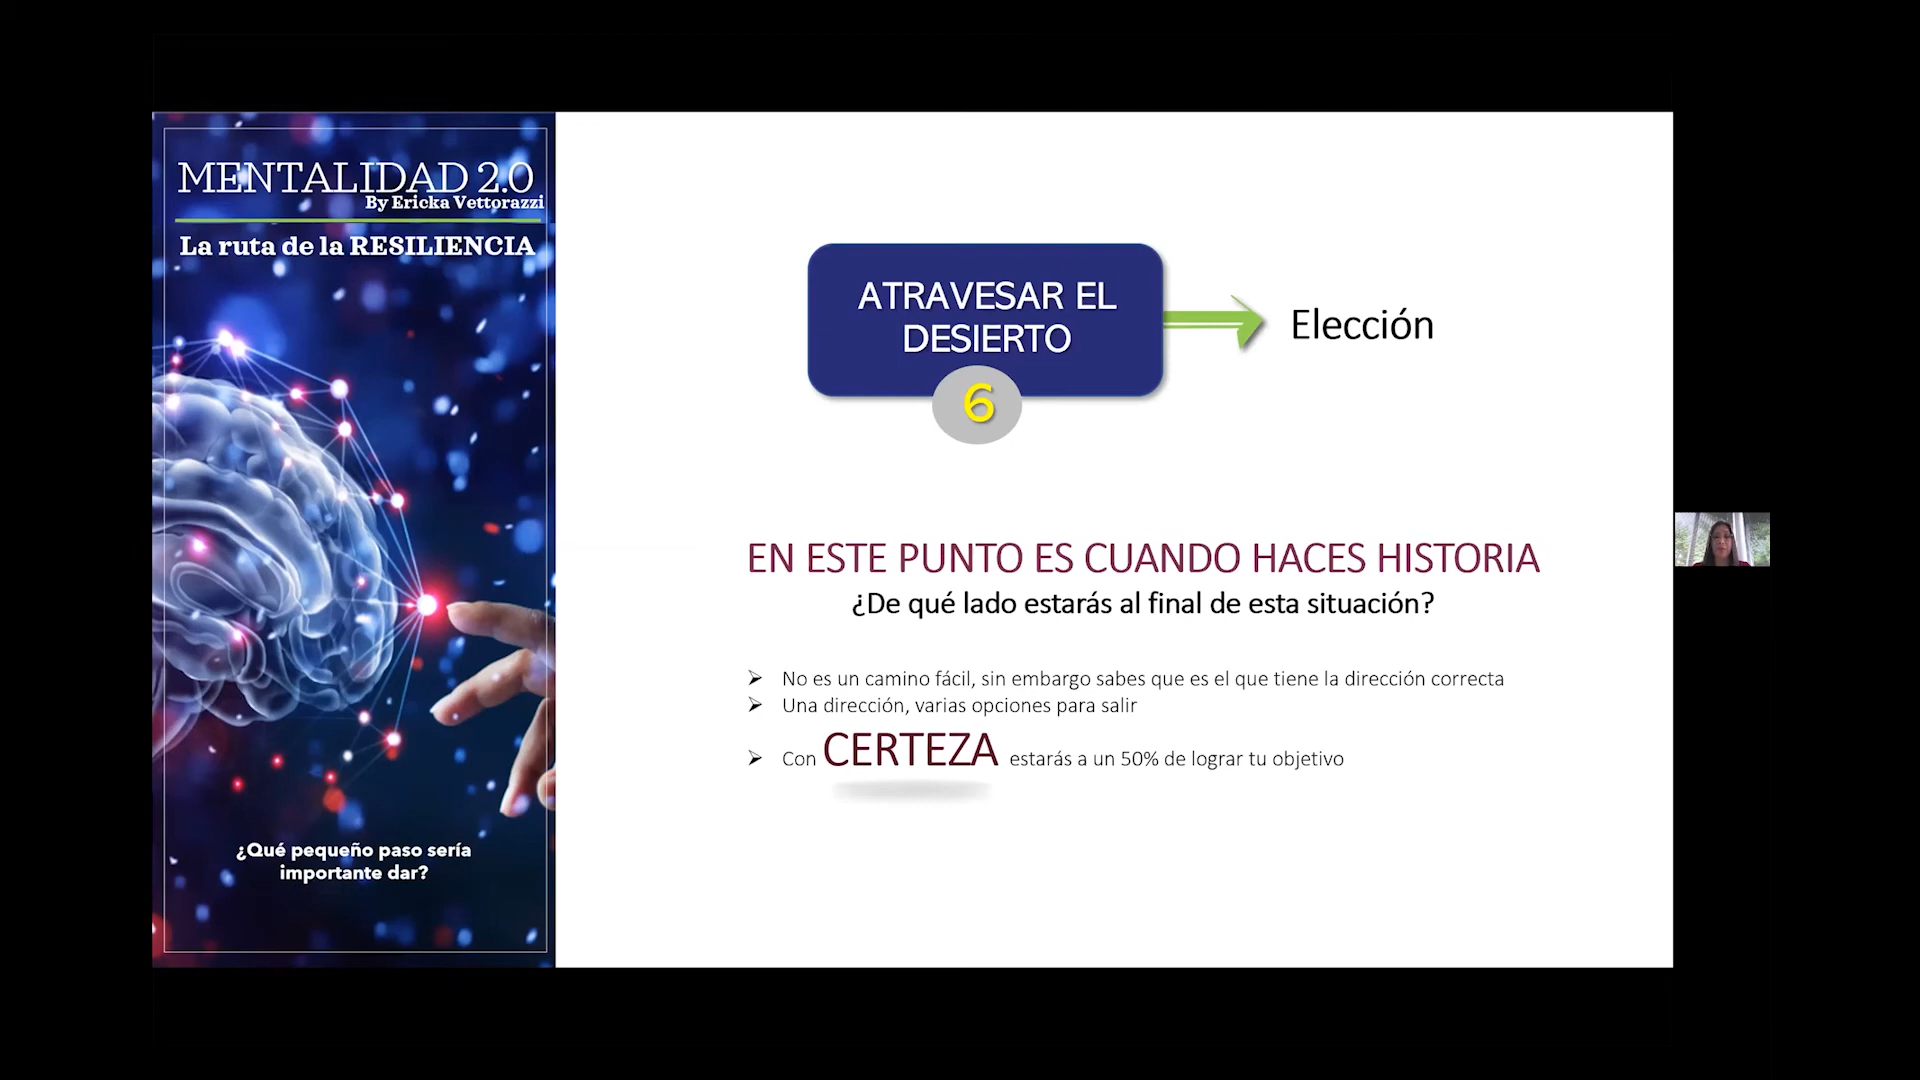 MENTALIDAD 2.0
By Ericka Vettorazzi
La ruta de la RESILIENCIA
¿Qué pequeño paso sería
importante dar?
ATRAVESAR EL
DESIERTO
6
Elección
EN ESTE PUNTO ES CUANDO HACES HISTORIA
¿De qué lado estarás al final de esta situación?
No es un camino fácil, sin embargo sabes que es el que tiene la dirección correcta
Una dirección, varias opciones para salir
Con CERTEZA estarás a un 50% de lograr tu objetivo